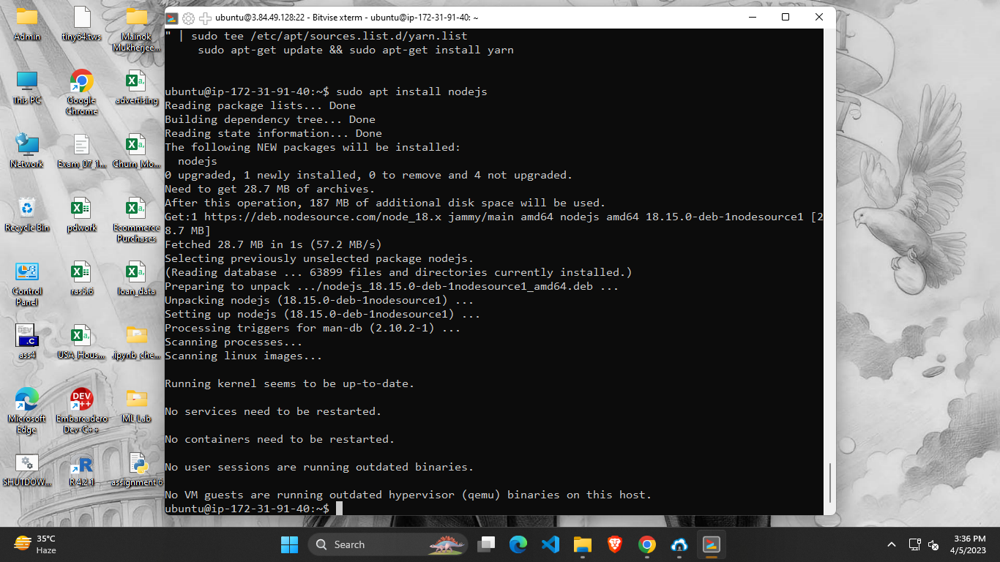 ubuntu@3.84.49.128:22 - Bitvise xterm - ubuntu@ip-172-31-91-40: ~
" | sudo tee /etc/apt/sources.list.d/yarn.list
     sudo apt-get update && sudo apt-get install yarn
ubuntu@ip-172-31-91-40:~$ sudo apt install nodejs
Reading package lists... Done
Building dependency tree... Done
Reading state information... Done
The following NEW packages will be installed:
  nodejs
0 upgraded, 1 newly installed, 0 to remove and 4 not upgraded.
Need to get 28.7 MB of archives.
After this operation, 187 MB of additional disk space will be used.
Get:1 https://deb.nodesource.com/node_18.x jammy/main amd64 nodejs amd64 18.15.0-deb-1nodesource1 [2
8.7 MB]
Fetched 28.7 MB in 1s (57.2 MB/s)
Selecting previously unselected package nodejs.
(Reading database ... 63899 files and directories currently installed.)
Preparing to unpack .../nodejs_18.15.0-deb-1nodesource1_amd64.deb ...
Unpacking nodejs (18.15.0-deb-1nodesource1) ...
Setting up nodejs (18.15.0-deb-1nodesource1) ...
Processing triggers for man-db (2.10.2-1) ...
Scanning processes...
Scanning linux images...
Running kernel seems to be up-to-date.
No services need to be restarted.
No containers need to be restarted.
No user sessions are running outdated binaries.
No VM guests are running outdated hypervisor (qemu) binaries on this host.
ubuntu@ip-172-31-91-40:~$
Admin
tiny64.tws
Mainok
Mukherjee...
This PC
Google
Chrome
advertising
Network
Exam_07_1...
Churn_Mo...
Recycle Bin
pdwork
Ecommerce
Purchases
Control
Panel
ras5.6
loan_data
DEV
.C
ass4
USA_Hous...
.ipynb_che...
Microsoft
Edge
DEV
C++
Embarcadero
Dev-C++
ML Lab
SHUTDOW...
R 4.2.1
assignment 6
35°C
Haze
Search
3:36 PM
4/5/2023